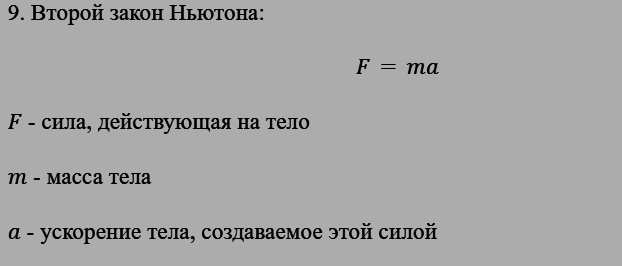 9. Второй закон Ньютона:
F = ma
F - сила, действующая на тело
m - масса тела
a - ускорение тела, создаваемое этой силой